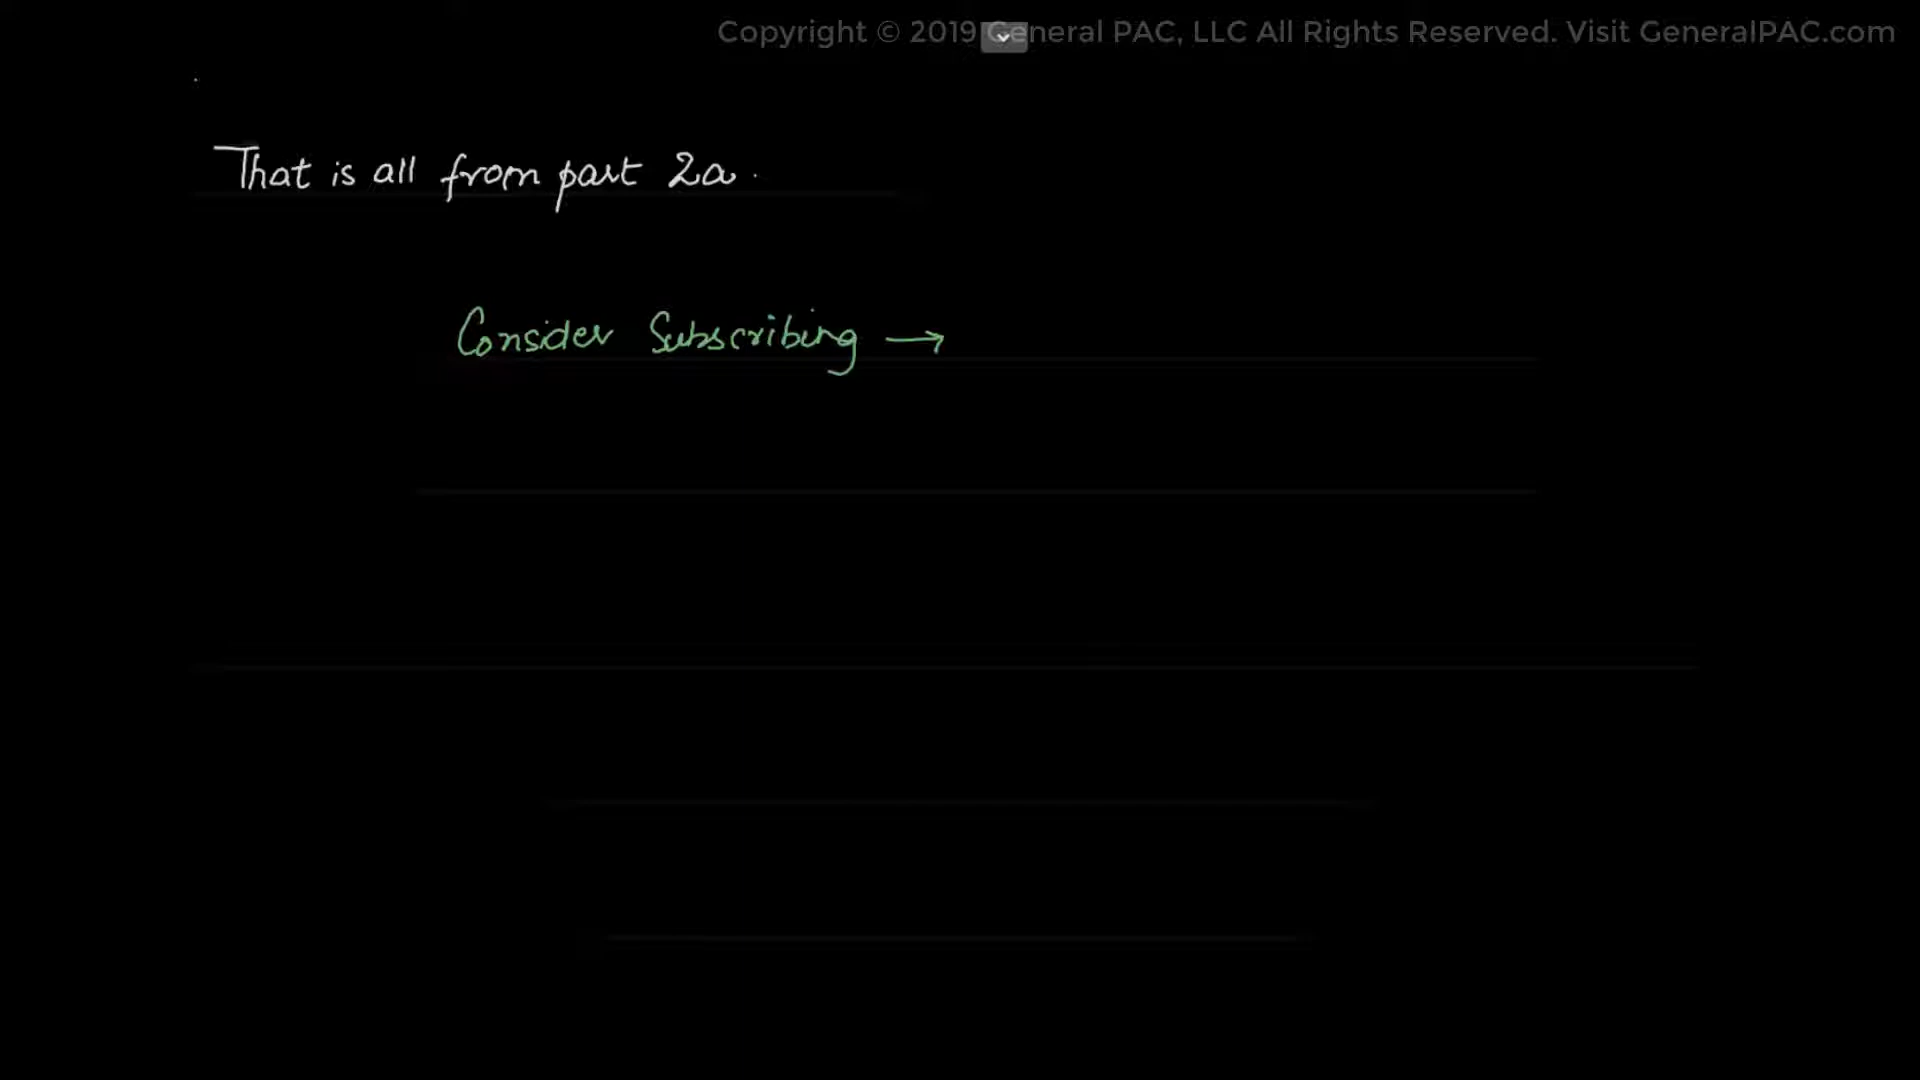 Copyright © 2019 General PAC, LLC All Rights Reserved. Visit GeneralPAC.com
That is all from part 2a.
Consider Subscribing →